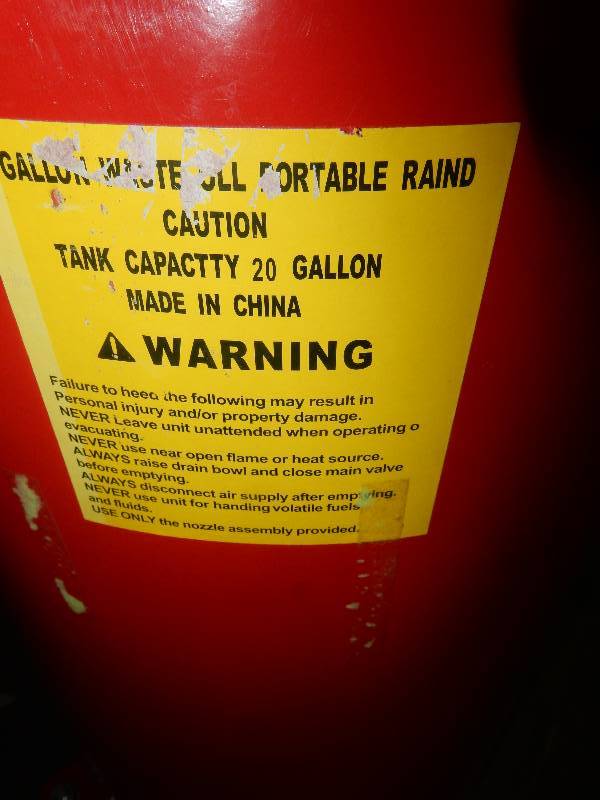 GALLON WASTE OLL PORTABLE RAIND
CAUTION
TANK CAPACTTY 20 GALLON
MADE IN CHINA
WARNING
Failure to heed the following may result in
Personal injury and/or property damage.
NEVER Leave unit unattended when operating o
evacuating.
NEVER use near open flame or heat source.
ALWAYS raise drain bowl and close main valve
before emptying.
ALWAYS disconnect air supply after emptying.
NEVER use unit for handing volatile fuels
and fluids.
USE ONLY the nozzle assembly provided.